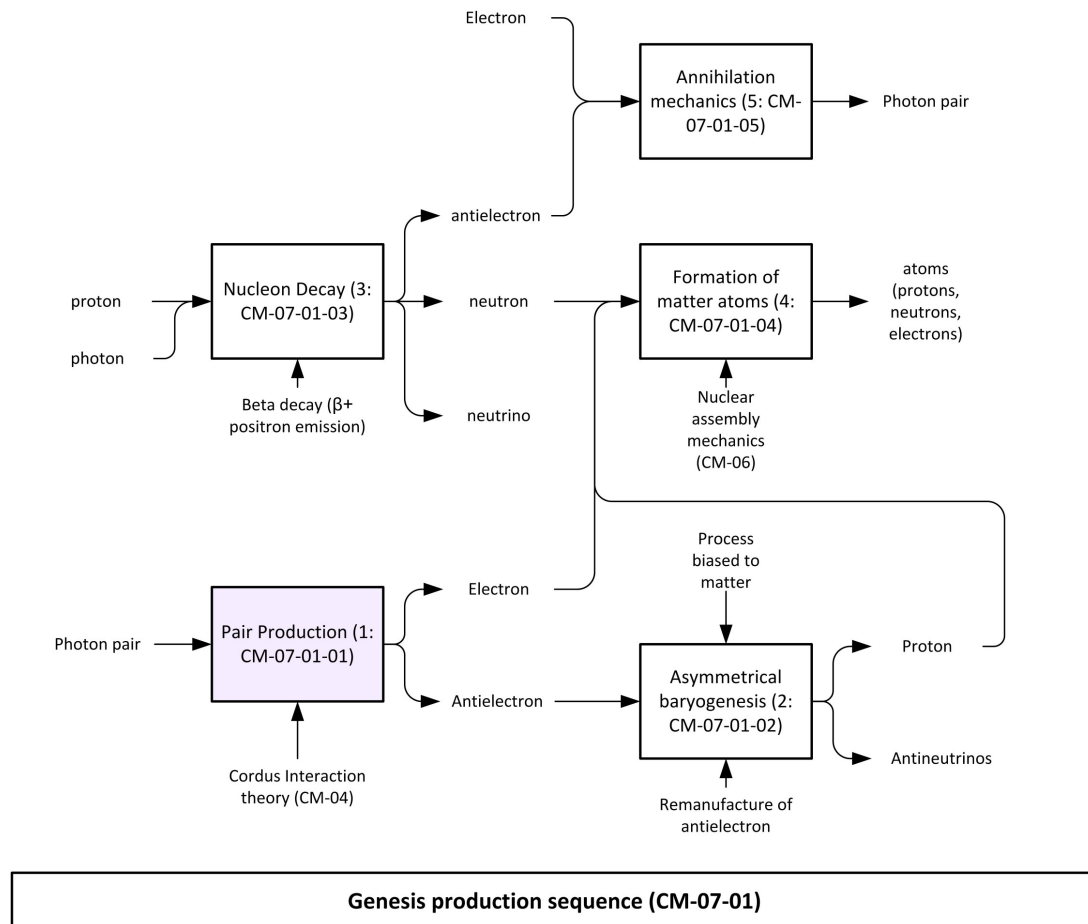 Electron
Annihilation
mechanics (5: CM-
07-01-05)
Photon pair
antielectron
proton
photon
Nucleon Decay (3:
CM-07-01-03)
neutron
Formation of
matter atoms (4:
CM-07-01-04)
atoms
(protons,
neutrons,
electrons)
Beta decay (β+
positron emission)
neutrino
Nuclear
assembly
mechanics
(CM-06)
Process
biased to
matter
Electron
Photon pair
Pair Production (1:
CM-07-01-01)
Antielectron
Asymmetrical
baryogenesis (2:
CM-07-01-02)
Proton
Antineutrinos
Cordus Interaction
theory (CM-04)
Remanufacture of
antielectron
Genesis production sequence (CM-07-01)